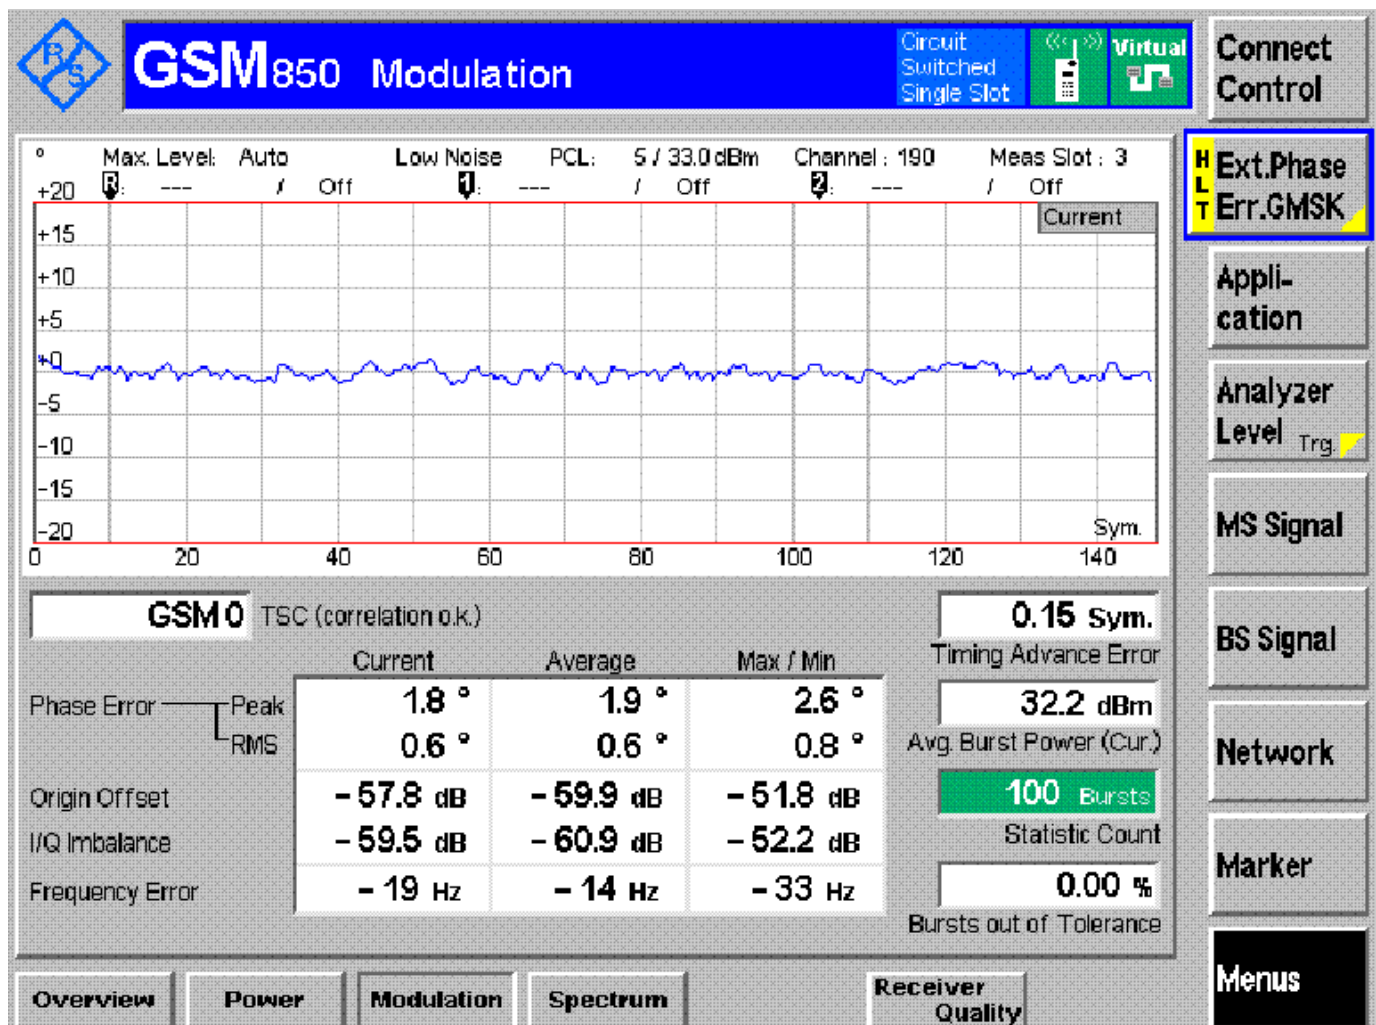 R S
GSM850 Modulation
Circuit
Switched
Single Slot
Virtual
Connect
Control
° Max. Level: Auto Low Noise PCL: 5 / 33.0 dBm Channel : 190 Meas Slot : 3
R: --- / Off 1: --- / Off 2: --- / Off
Current
+20
+15
+10
+5
+0
-5
-10
-15
-20
Sym.
0 20 40 60 80 100 120 140
GSM 0 TSC (correlation o.k.)
Current Average Max / Min
Phase Error Peak 1.8 ° 1.9 ° 2.6 °
RMS 0.6 ° 0.6 ° 0.8 °
Origin Offset - 57.8 dB - 59.9 dB - 51.8 dB
I/Q Imbalance - 59.5 dB - 60.9 dB - 52.2 dB
Frequency Error - 19 Hz - 14 Hz - 33 Hz
0.15 Sym.
Timing Advance Error
32.2 dBm
Avg. Burst Power (Cur.)
100 Bursts
Statistic Count
0.00 %
Bursts out of Tolerance
HLT
Ext.Phase
Err.GMSK
Appli-
cation
Analyzer
Level Trg.
MS Signal
BS Signal
Network
Marker
Menus
Overview Power Modulation Spectrum Receiver
Quality